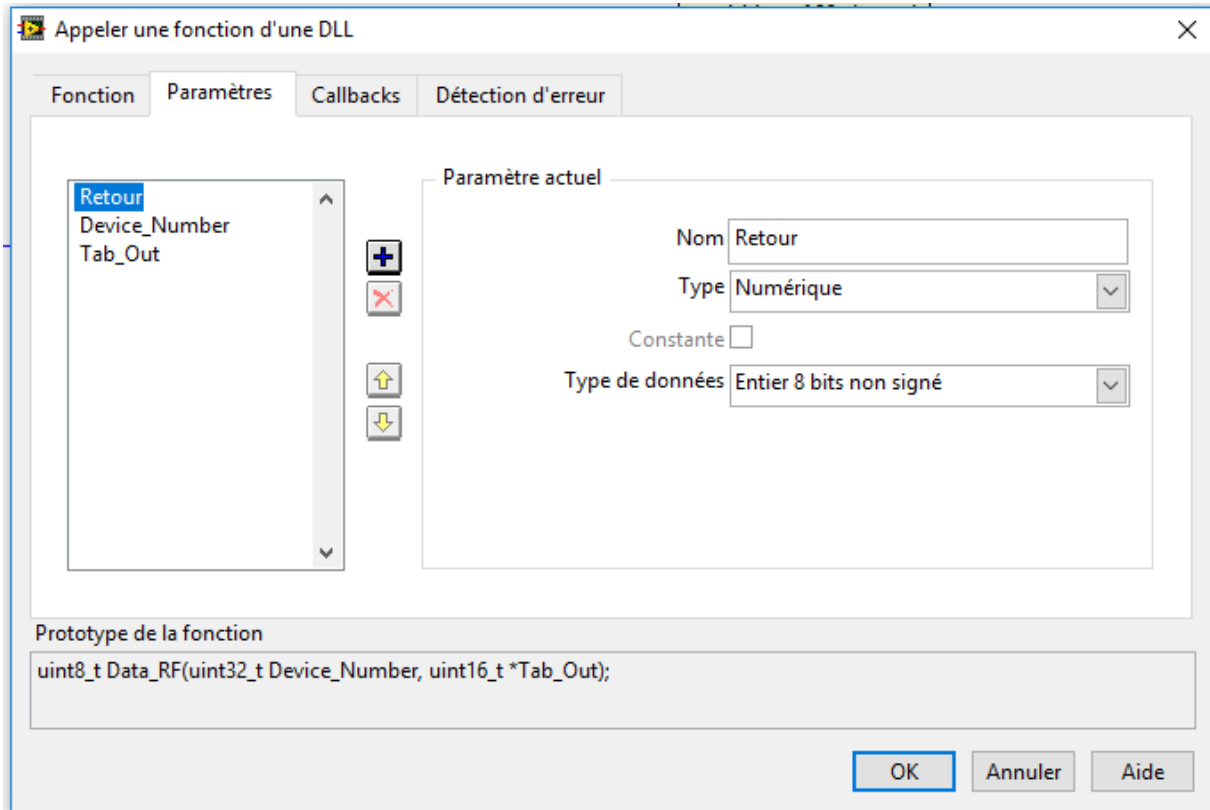 Appeler une fonction d'une DLL
Fonction Paramètres Callbacks Détection d'erreur
Retour
Device_Number
Tab_Out
Paramètre actuel
Nom Retour
Type Numérique
Constante
Type de données Entier 8 bits non signé
Prototype de la fonction
uint8_t Data_RF(uint32_t Device_Number, uint16_t *Tab_Out);
OK Annuler Aide